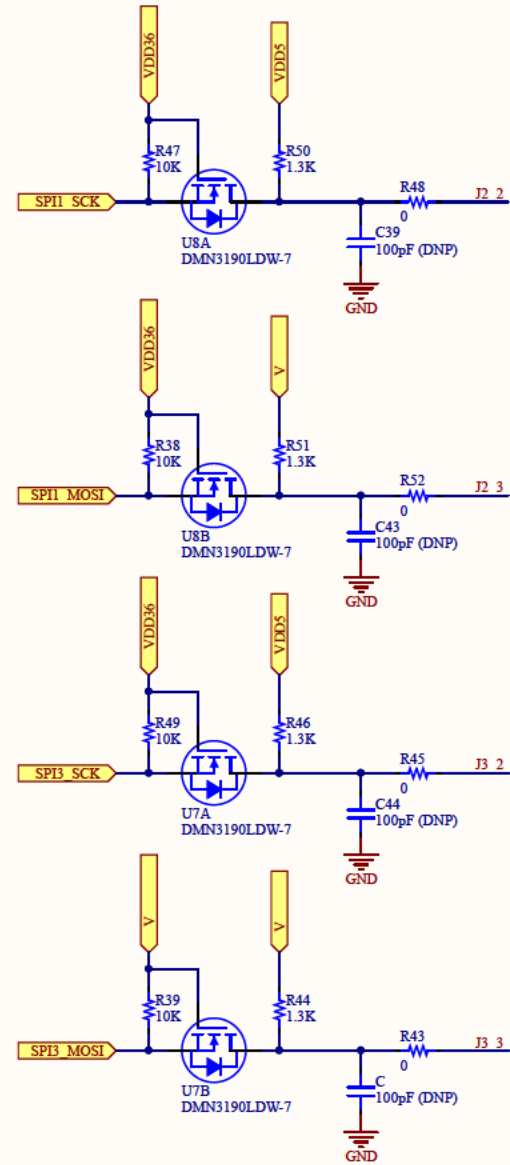 VDD36
VDD5
R47
10K
R50
1.3K
R48
J2_2
SPI1_SCK
0
C39
100pF (DNP)
U8A
DMN3190LDW-7
GND
VDD36
V
R38
10K
R51
1.3K
R52
J2_3
SPI1_MOSI
0
C43
100pF (DNP)
U8B
DMN3190LDW-7
GND
VDD36
VDD5
R49
10K
R46
1.3K
R45
J3_2
SPI3_SCK
0
C44
100pF (DNP)
U7A
DMN3190LDW-7
GND
V
V
R39
10K
R44
1.3K
R43
J3_3
SPI3_MOSI
0
C
100pF (DNP)
U7B
DMN3190LDW-7
GND